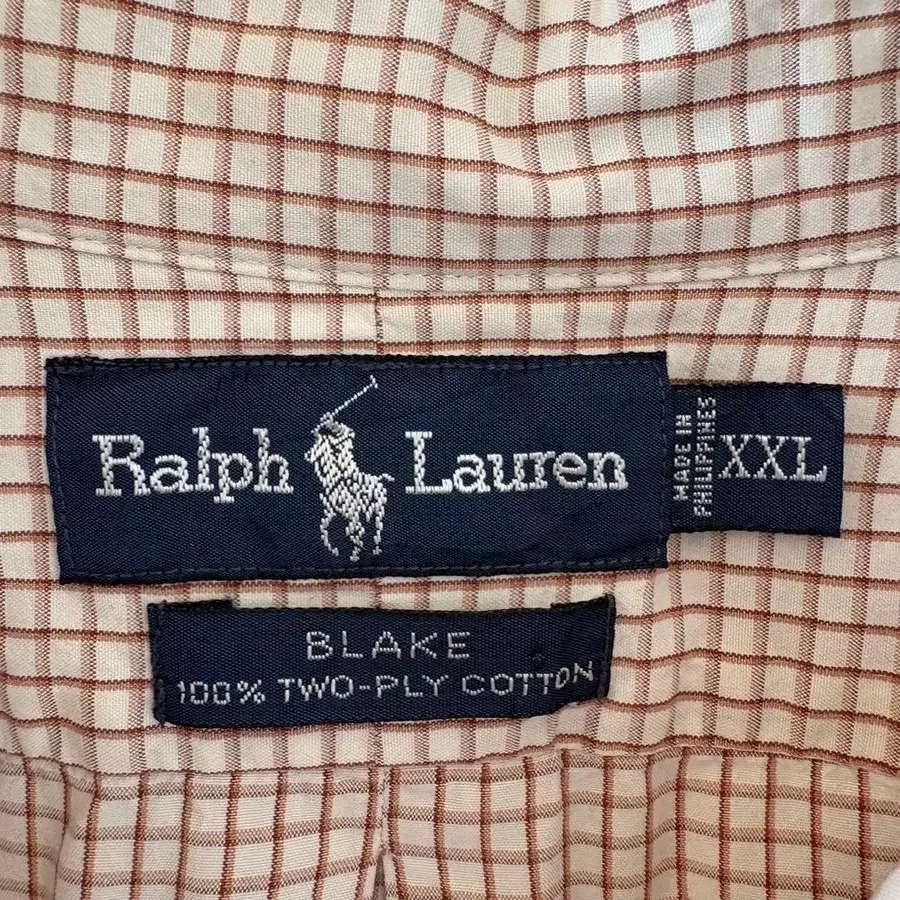 Ralph Lauren
MADE IN
PHILIPPINES
XXL
BLAKE
100% TWO-PLY COTTON